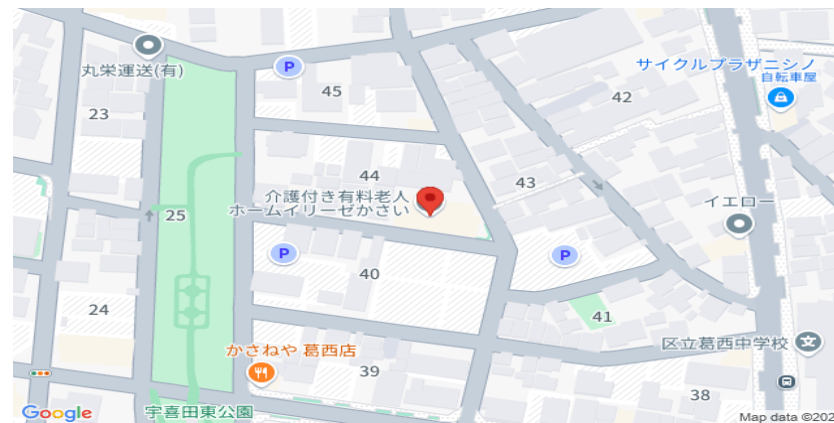 丸栄運送(有)
P
サイクルプラザニシノ
自転車屋
45
42
23
44
43
介護付き有料老人
ホームイリーゼかさい
イエロー
25
P
P
40
24
41
区立葛西中学校
文
かさねや 葛西店
39
38
Google
宇喜田東公園
Map data ©202